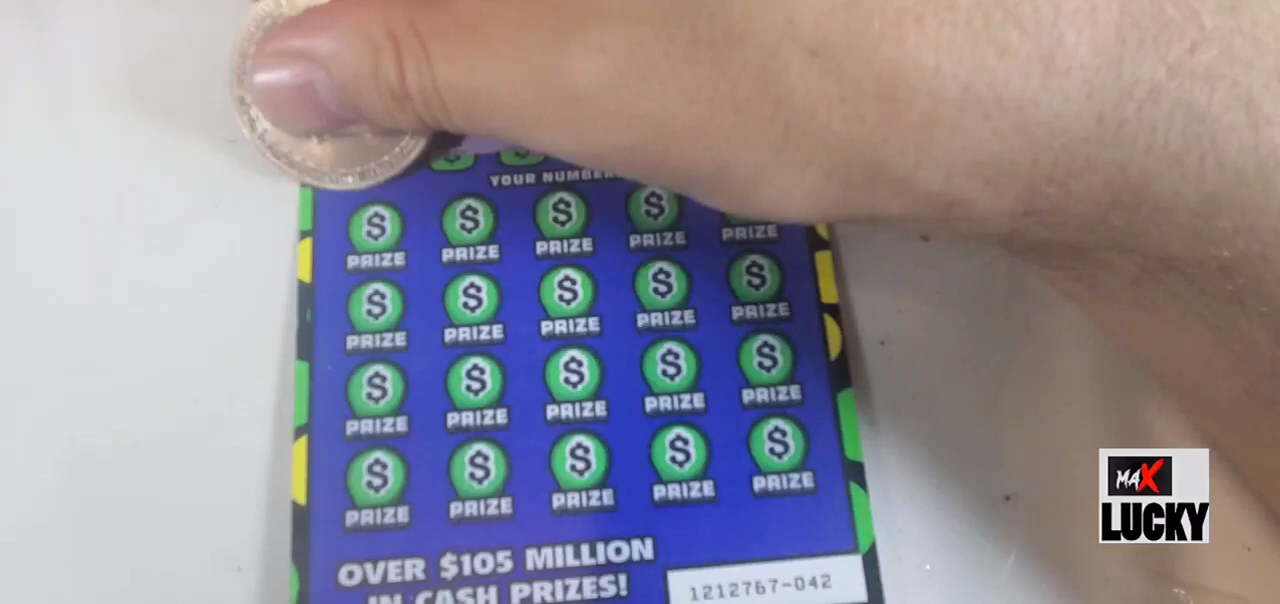 $ $
YOUR NUMBER
$ $ $ $
PRIZE PRIZE PRIZE PRIZE PRIZE
$ $ $ $ $
PRIZE PRIZE PRIZE PRIZE PRIZE
$ $ $ $ $
PRIZE PRIZE PRIZE PRIZE PRIZE
$ $ $ $ $
PRIZE PRIZE PRIZE PRIZE PRIZE
OVER $105 MILLION
IN CASH PRIZES!
1212767-042
MAX
LUCKY